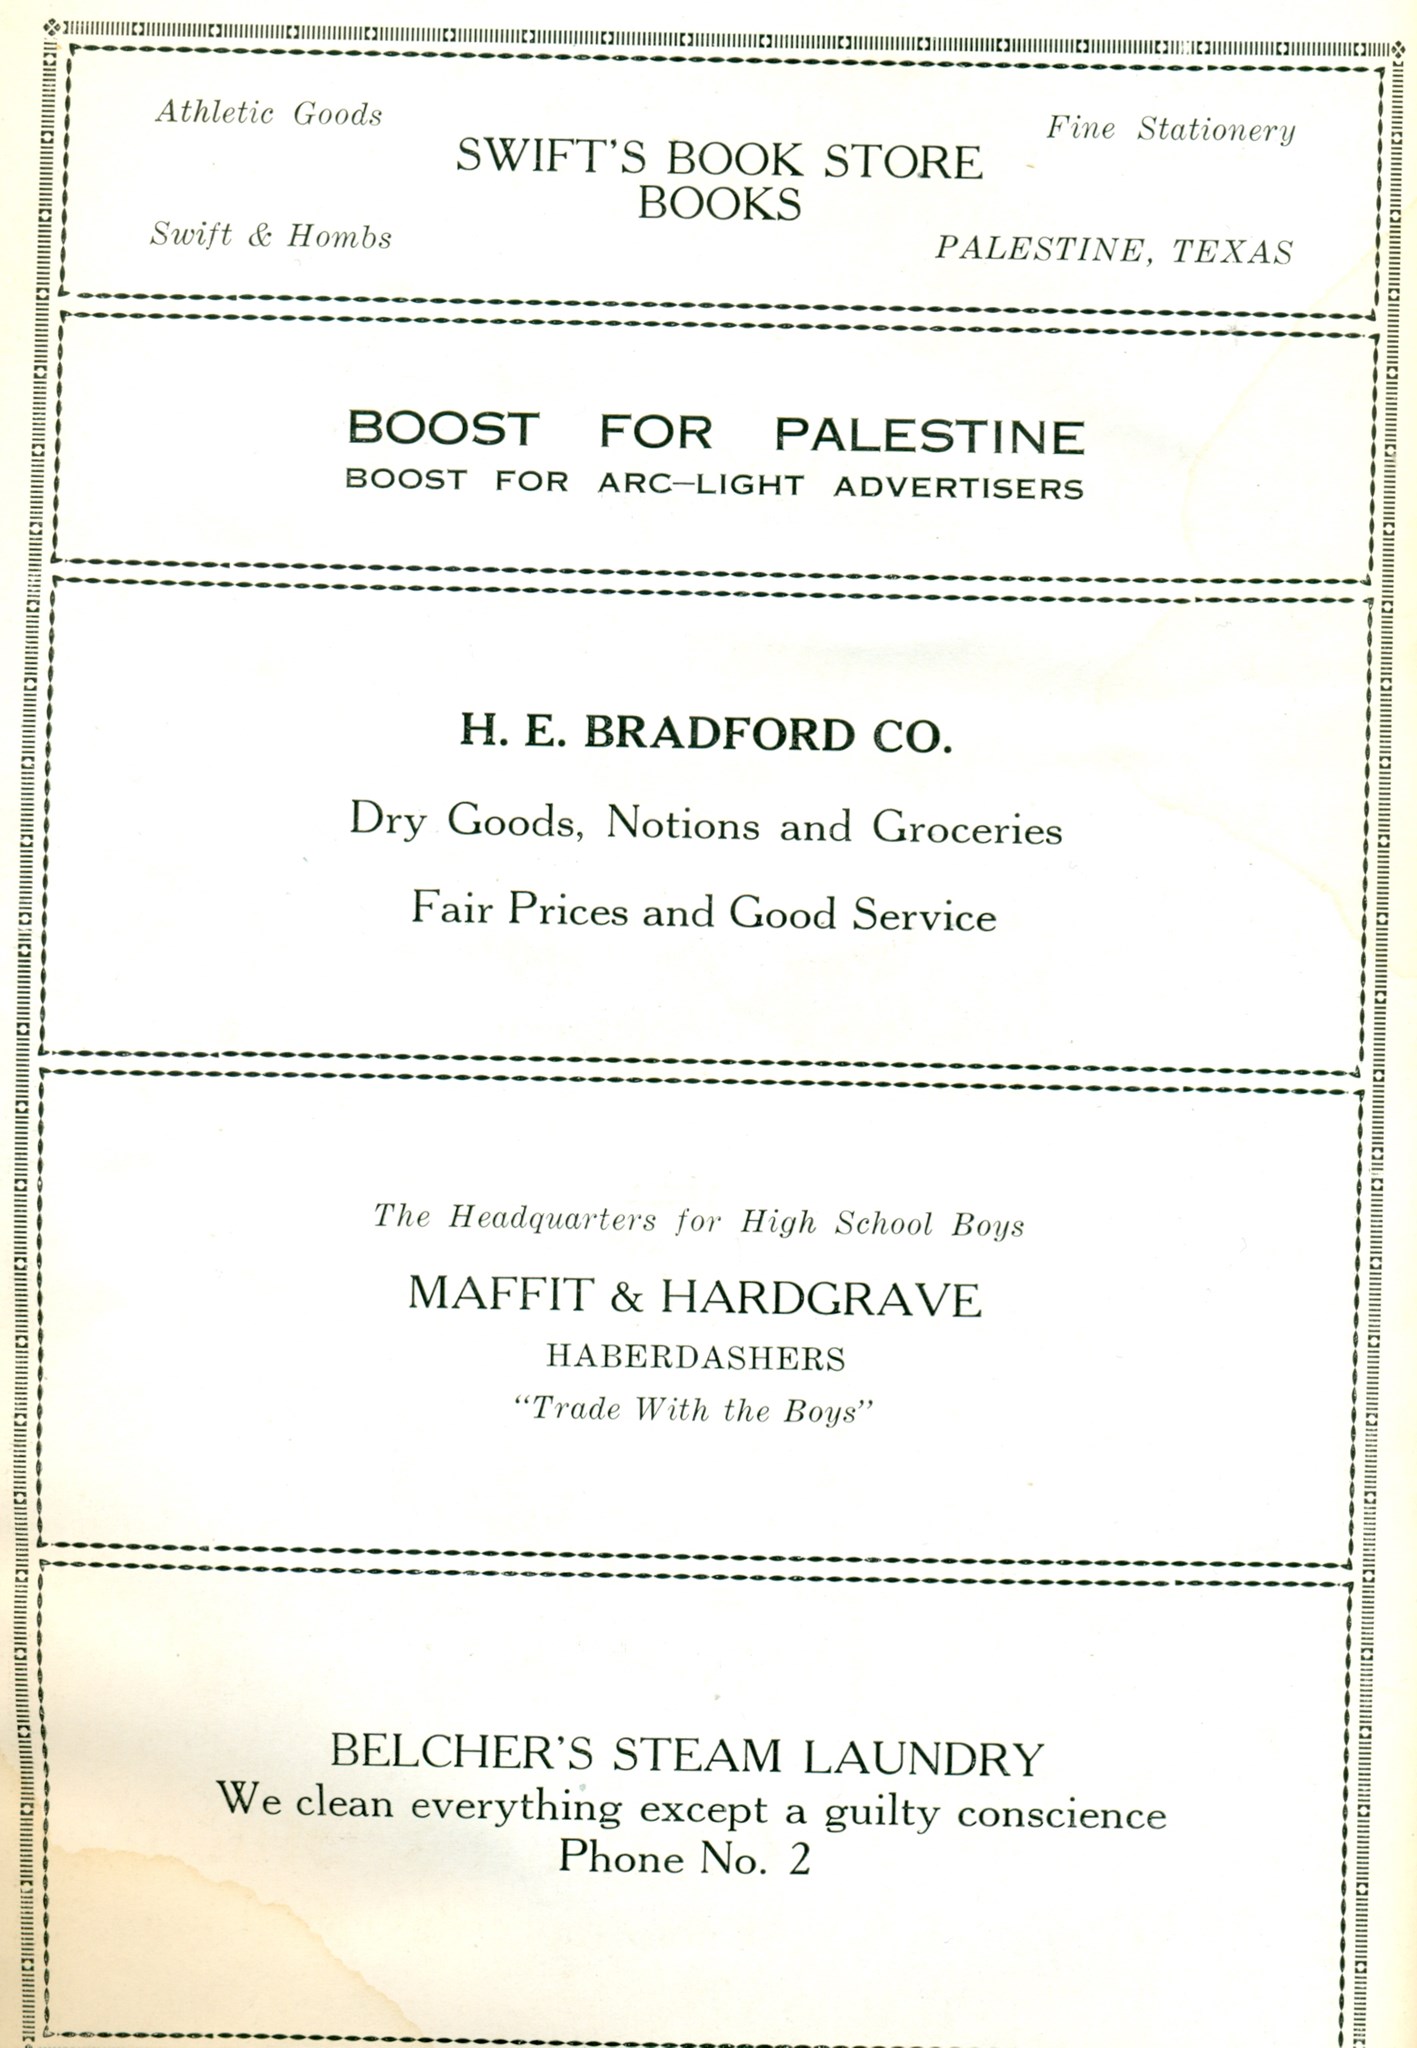 Athletic Goods
Fine Stationery
SWIFT'S BOOK STORE
BOOKS
Swift & Hombs
PALESTINE, TEXAS
BOOST FOR PALESTINE
BOOST FOR ARC—LIGHT ADVERTISERS
H. E. BRADFORD CO.
Dry Goods, Notions and Groceries
Fair Prices and Good Service
The Headquarters for High School Boys
MAFFIT & HARDGRAVE
HABERDASHERS
“Trade With the Boys”
BELCHER'S STEAM LAUNDRY
We clean everything except a guilty conscience
Phone No. 2